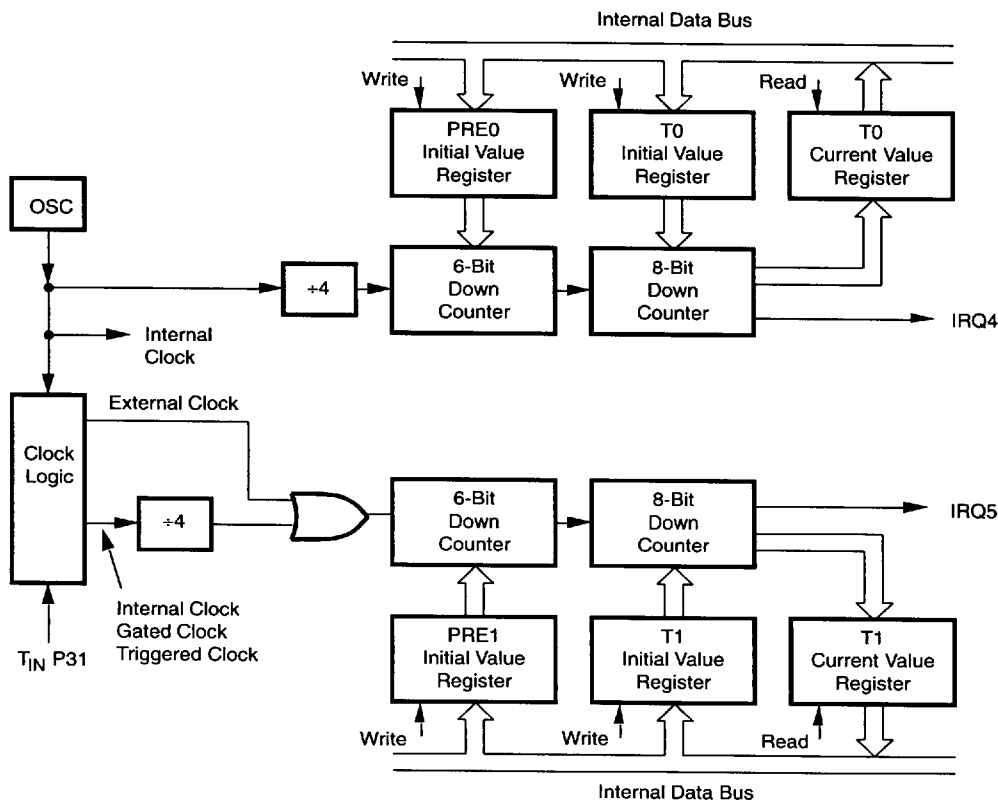 Internal Data Bus
Write
Write
Read
PRE0
Initial Value
Register
T0
Initial Value
Register
T0
Current Value
Register
OSC
÷4
6-Bit
Down
Counter
8-Bit
Down
Counter
IRQ4
Internal
Clock
External Clock
Clock
Logic
÷4
6-Bit
Down
Counter
8-Bit
Down
Counter
IRQ5
Internal Clock
Gated Clock
Triggered Clock
TIN P31
PRE1
Initial Value
Register
T1
Initial Value
Register
T1
Current Value
Register
Write
Write
Read
Internal Data Bus